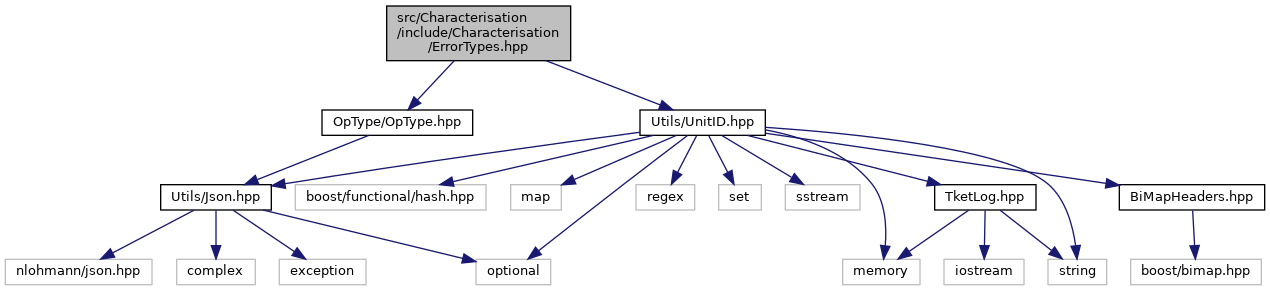 src/Characterisation
/include/Characterisation
/ErrorTypes.hpp
OpType/OpType.hpp
Utils/UnitID.hpp
Utils/Json.hpp
boost/functional/hash.hpp
map
regex
set
sstream
TketLog.hpp
BiMapHeaders.hpp
nlohmann/json.hpp
complex
exception
optional
memory
iostream
string
boost/bimap.hpp